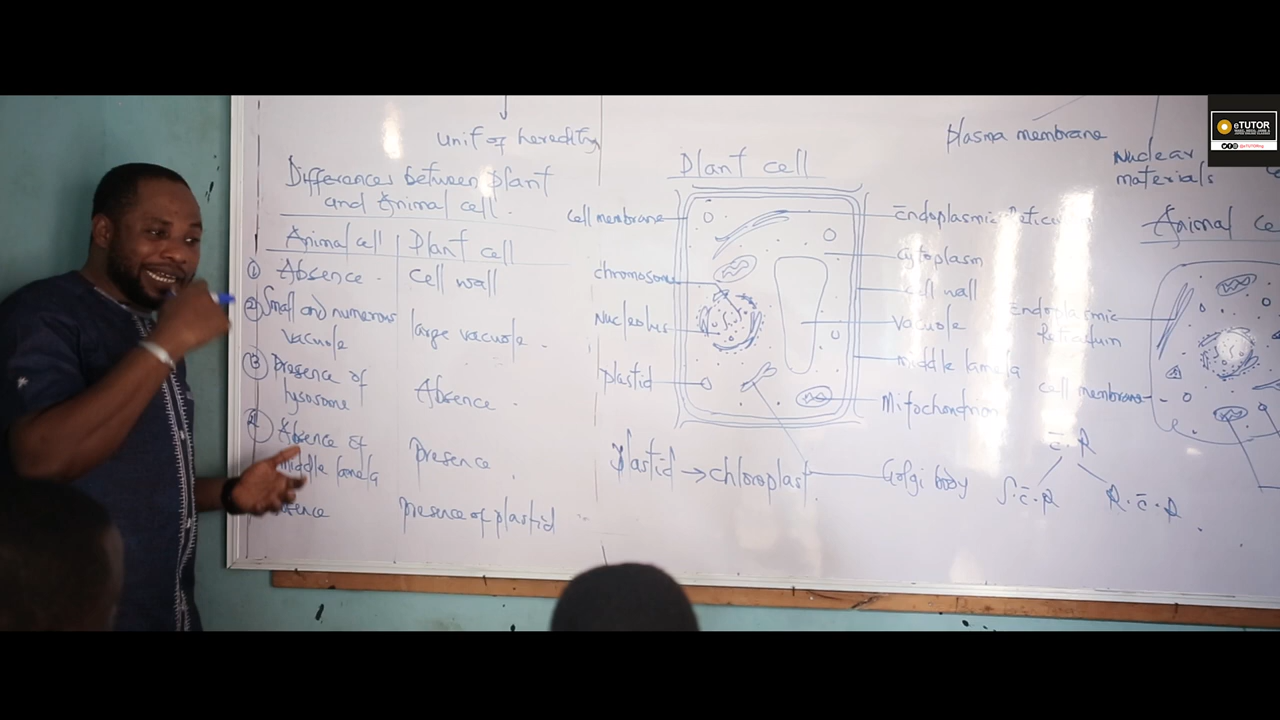 unit of heredity
Differences between plant
and Animal cell.
Animal cell | Plant cell
① Absence. cell wall
② Small and numerous
vacuole
large vacuole.
③ Presence of
lysosome
Absence.
④ Absence of
middle lamela
presence.
presence of plastid
Plant cell
cell membrane
chromosome
Nucleolus
plastid
Endoplasmic
cytoplasm
cell wall
vacuole
middle lamela
Mitochondrion
Golgi body
plastid → chloroplast
plasma membrane
Nuclear
materials
Animal
Endoplasmic
cell membrane
eTUTOR